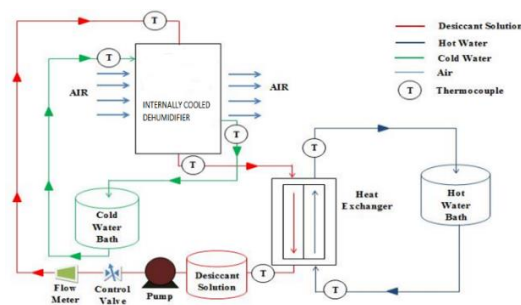 T
Desiccant Solution
Hot Water
Cold Water
Air
T Thermocouple
T
AIR
AIR
INTERNALLY COOLED
DEHUMIDIFIER
T
T
T
Cold
Water
Bath
Heat
Exchanger
Hot
Water
Bath
Flow
Meter
Control
Valve
Pump
Desiccant
Solution
T
T